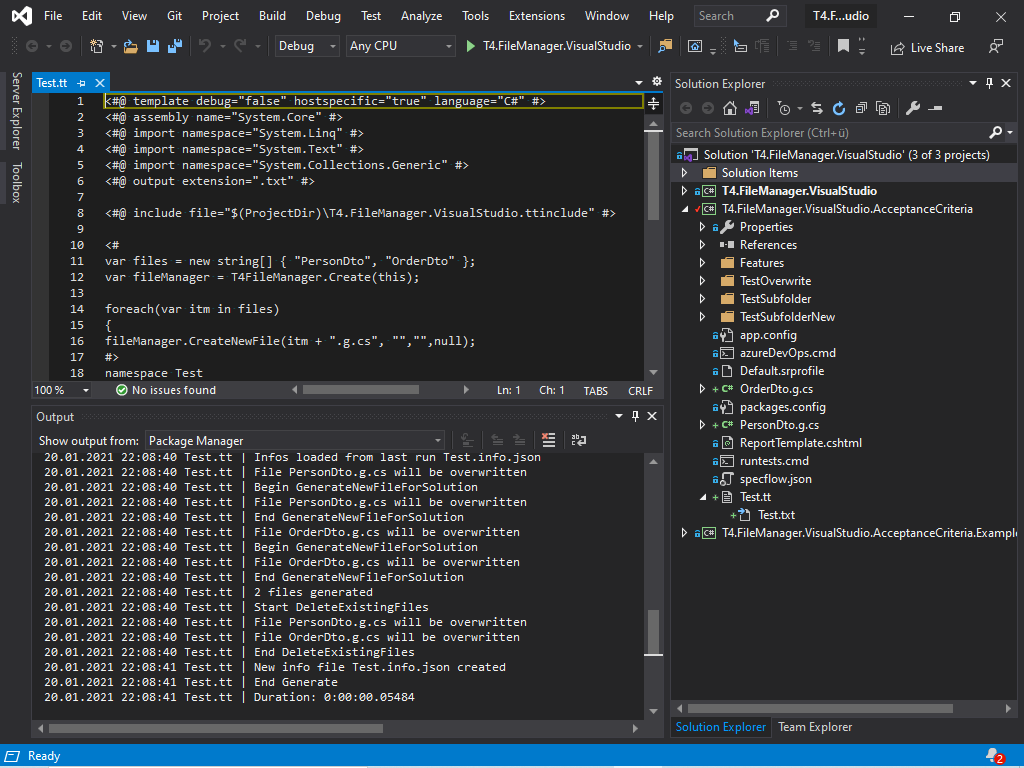 File Edit View Git Project Build Debug Test Analyze Tools Extensions Window Help Search T4.F...udio
Debug Any CPU T4.FileManager.VisualStudio Live Share
Server Explorer
Toolbox
Test.tt
1 <#@ template debug="false" hostspecific="true" language="C#" #>
2 <#@ assembly name="System.Core" #>
3 <#@ import namespace="System.Linq" #>
4 <#@ import namespace="System.Text" #>
5 <#@ import namespace="System.Collections.Generic" #>
6 <#@ output extension=".txt" #>
7
8 <#@ include file="$(ProjectDir)\T4.FileManager.VisualStudio.ttinclude" #>
9
10 <#
11 var files = new string[] { "PersonDto", "OrderDto" };
12 var fileManager = T4FileManager.Create(this);
13
14 foreach(var itm in files)
15 {
16 fileManager.CreateNewFile(itm + ".g.cs", "","",null);
17 #>
18 namespace Test
100 % No issues found Ln: 1 Ch: 1 TABS CRLF
Output
Show output from: Package Manager
20.01.2021 22:08:40 Test.tt | Infos loaded from last run Test.info.json
20.01.2021 22:08:40 Test.tt | File PersonDto.g.cs will be overwritten
20.01.2021 22:08:40 Test.tt | Begin GenerateNewFileForSolution
20.01.2021 22:08:40 Test.tt | File PersonDto.g.cs will be overwritten
20.01.2021 22:08:40 Test.tt | End GenerateNewFileForSolution
20.01.2021 22:08:40 Test.tt | File OrderDto.g.cs will be overwritten
20.01.2021 22:08:40 Test.tt | Begin GenerateNewFileForSolution
20.01.2021 22:08:40 Test.tt | File OrderDto.g.cs will be overwritten
20.01.2021 22:08:40 Test.tt | End GenerateNewFileForSolution
20.01.2021 22:08:40 Test.tt | 2 files generated
20.01.2021 22:08:40 Test.tt | Start DeleteExistingFiles
20.01.2021 22:08:40 Test.tt | File PersonDto.g.cs will be overwritten
20.01.2021 22:08:40 Test.tt | File OrderDto.g.cs will be overwritten
20.01.2021 22:08:40 Test.tt | End DeleteExistingFiles
20.01.2021 22:08:41 Test.tt | New info file Test.info.json created
20.01.2021 22:08:41 Test.tt | End Generate
20.01.2021 22:08:41 Test.tt | Duration: 0:00:00.05484
Solution Explorer
Search Solution Explorer (Ctrl+ü)
Solution 'T4.FileManager.VisualStudio' (3 of 3 projects)
Solution Items
C# T4.FileManager.VisualStudio
C# T4.FileManager.VisualStudio.AcceptanceCriteria
Properties
References
Features
TestOverwrite
TestSubfolder
TestSubfolderNew
app.config
azureDevOps.cmd
Default.srprofile
+ C# OrderDto.g.cs
packages.config
+ C# PersonDto.g.cs
ReportTemplate.cshtml
runtests.cmd
specflow.json
+ Test.tt
+ Test.txt
C# T4.FileManager.VisualStudio.AcceptanceCriteria.Example
Solution Explorer Team Explorer
Ready 2